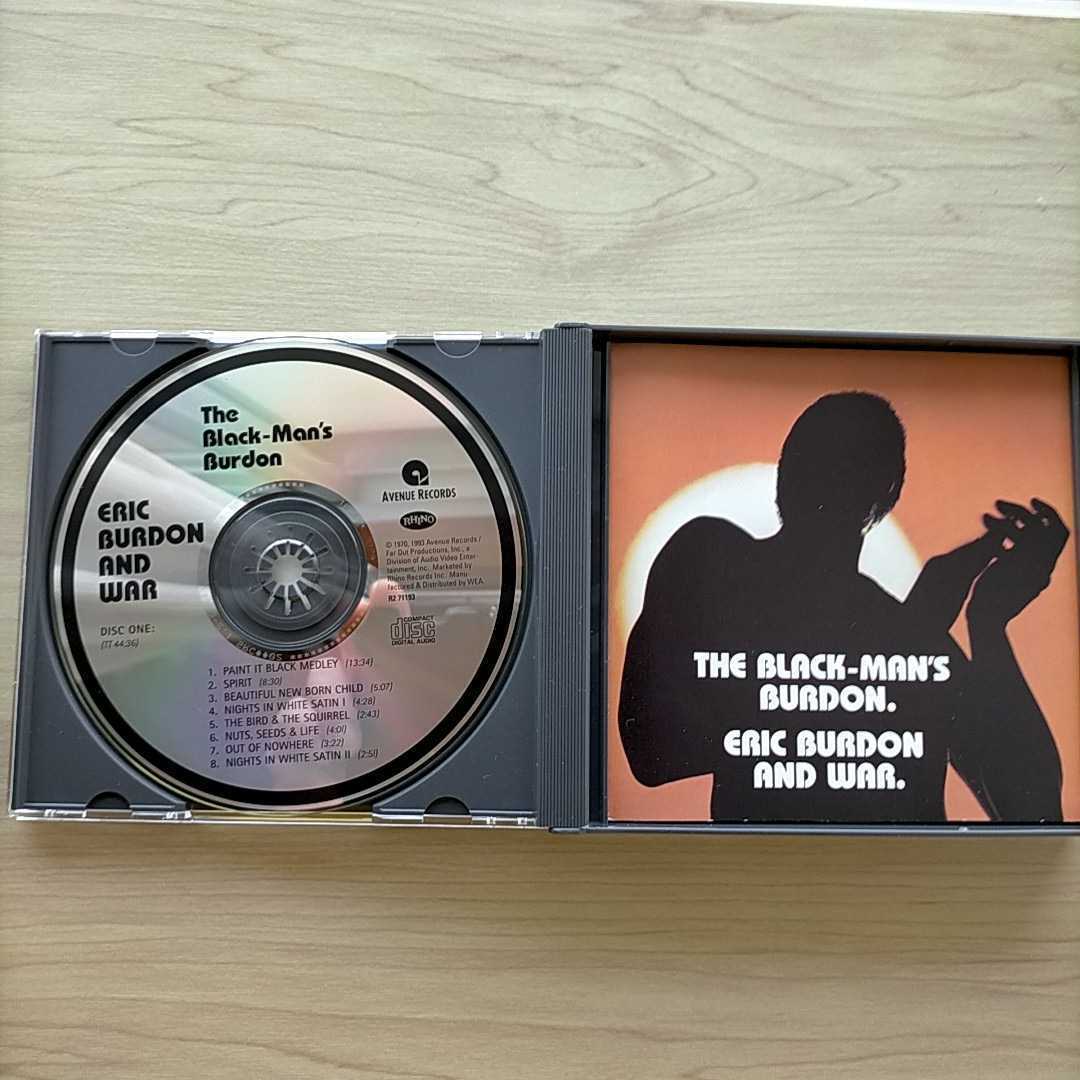 The
Black-Man's
Burdon
ERIC
BURDON
AND
WAR
DISC ONE:
(TT 44:36)
AVENUE RECORDS
RHINO
© 1970, 1993 Avenue Records /
Far Out Productions, Inc., a
Division of Audio Video Enter-
tainment, Inc. Marketed by
Rhino Records Inc. Manu-
factured & Distributed by WEA.
R2 71193
COMPACT
disc
DIGITAL AUDIO
1. PAINT IT BLACK MEDLEY (13:34)
2. SPIRIT (8:30)
3. BEAUTIFUL NEW BORN CHILD (5:07)
4. NIGHTS IN WHITE SATIN I (4:28)
5. THE BIRD & THE SQUIRREL (2:43)
6. NUTS, SEEDS & LIFE (4:01)
7. OUT OF NOWHERE (3:22)
8. NIGHTS IN WHITE SATIN II (2:51)
THE BLACK-MAN'S
BURDON.
ERIC BURDON
AND WAR.